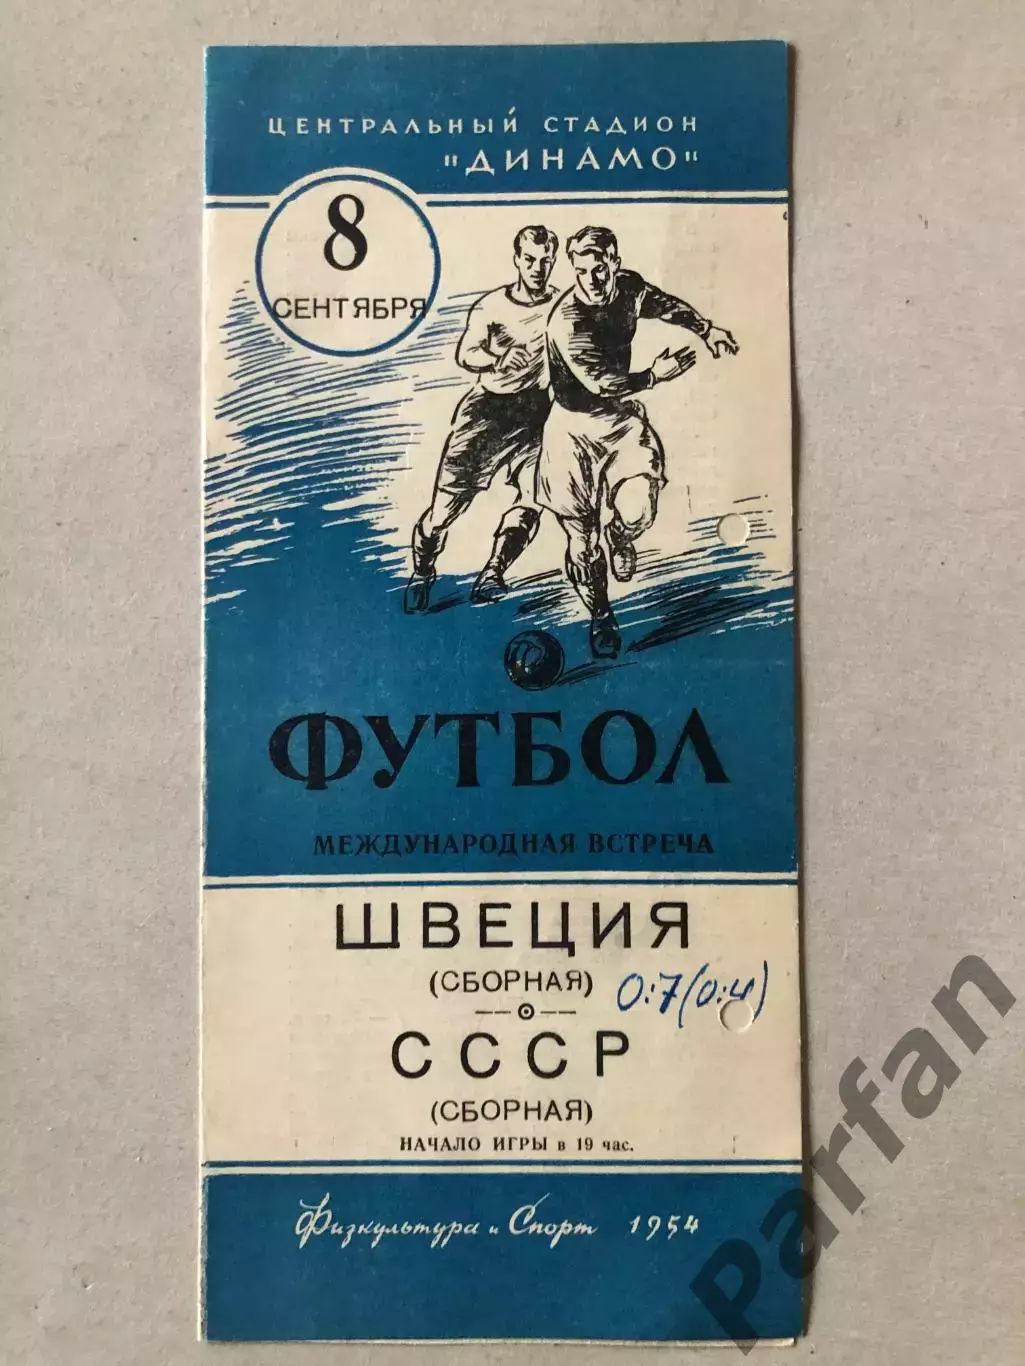 ЦЕНТРАЛЬНЫЙ СТАДИОН
"ДИНАМО"
8
СЕНТЯБРЯ
ФУТБОЛ
МЕЖДУНАРОДНАЯ ВСТРЕЧА
ШВЕЦИЯ
(СБОРНАЯ) 0:7(0:4)
СССР
(СБОРНАЯ)
НАЧАЛО ИГРЫ в 19 час.
Физкультура и Спорт 1954
Parfan